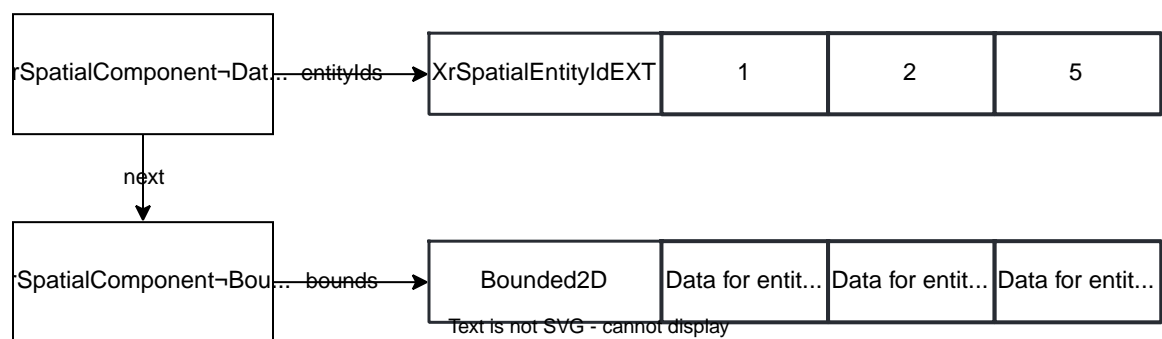 rSpatialComponent¬Dat... entityIds XrSpatialEntityIdEXT 1 2 5
next
rSpatialComponent¬Bou... bounds Bounded2D Data for entit... Data for entit... Data for entit...
Text is not SVG - cannot display